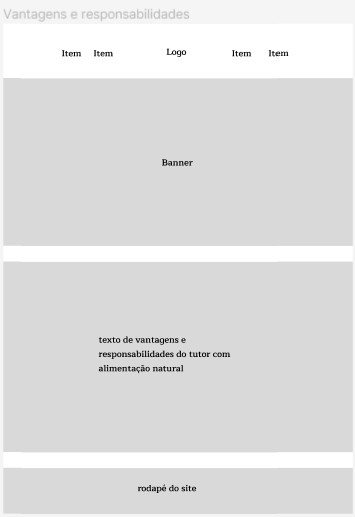 Vantagens e responsabilidades
Item Item Logo Item Item
Banner
texto de vantagens e
responsabilidades do tutor com
alimentação natural
rodapé do site